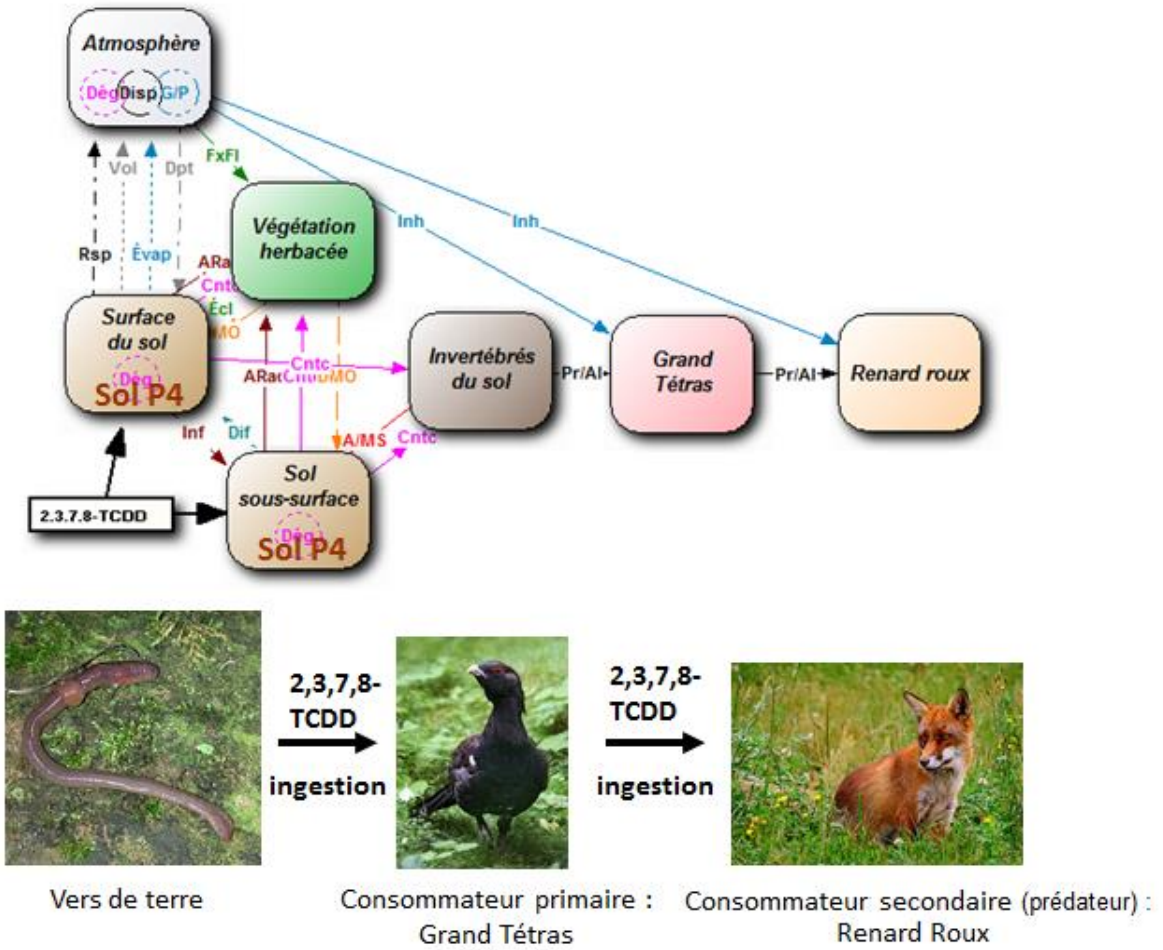 Atmosphère
Dég Disp G/P
FxFl
Rsp
Vol
Évap
Dpt
Végétation
herbacée
Inh
Inh
Cntc
Écl
Surface
du sol
Dég
Sol P4
Cntc
Invertébrés
du sol
Pr/Al
Grand
Tétras
Pr/Al
Renard roux
Inf
Dif
A/MS
Cntc
Sol
sous-surface
Dég
Sol P4
2.3.7.8-TCDD
2,3,7,8-
TCDD
ingestion
2,3,7,8-
TCDD
ingestion
Vers de terre
Consommateur primaire :
Grand Tétras
Consommateur secondaire (prédateur) :
Renard Roux